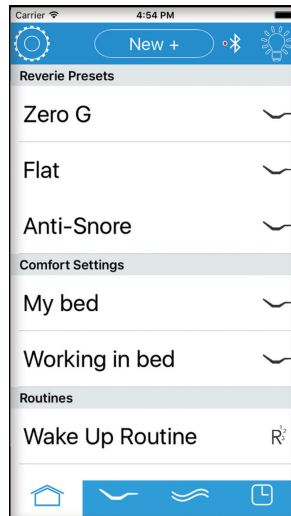 Carrier 4:54 PM
New +
Reverie Presets
Zero G
Flat
Anti-Snore
Comfort Settings
My bed
Working in bed
Routines
Wake Up Routine R¹²₃